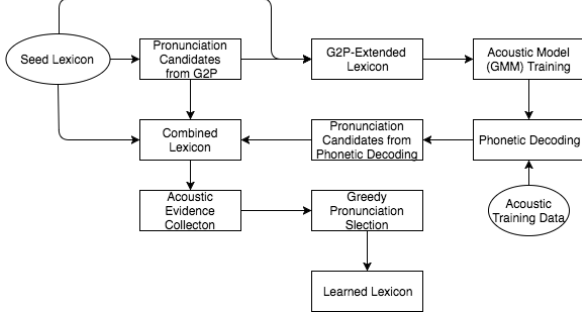 Seed Lexicon
Pronunciation
Candidates
from G2P
G2P-Extended
Lexicon
Acoustic Model
(GMM) Training
Combined
Lexicon
Pronunciation
Candidates from
Phonetic Decoding
Phonetic Decoding
Acoustic
Evidence
Collecton
Greedy
Pronunciation
Slection
Acoustic
Training Data
Learned Lexicon